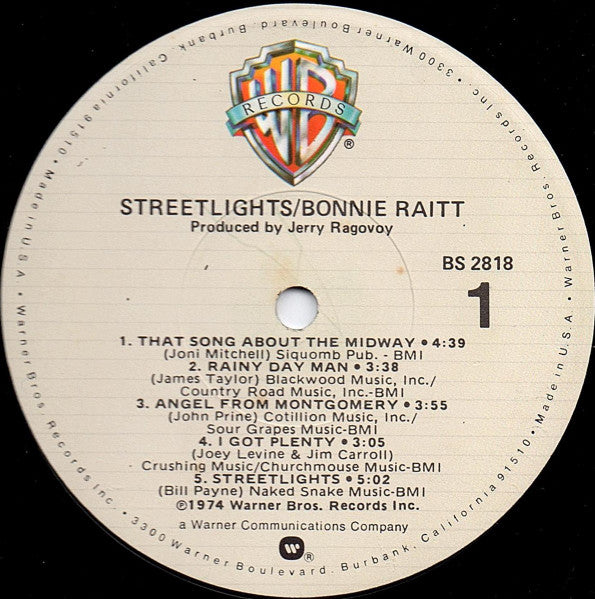 WB
RECORDS
®
STREETLIGHTS/BONNIE RAITT
Produced by Jerry Ragovoy
BS 2818
1
1. THAT SONG ABOUT THE MIDWAY • 4:39
(Joni Mitchell) Siquomb Pub. - BMI
2. RAINY DAY MAN • 3:38
(James Taylor) Blackwood Music, Inc./
Country Road Music, Inc.-BMI
3. ANGEL FROM MONTGOMERY • 3:55
(John Prine) Cotillion Music, Inc./
Sour Grapes Music-BMI
4. I GOT PLENTY • 3:05
(Joey Levine & Jim Carroll)
Crushing Music/Churchmouse Music-BMI
5. STREETLIGHTS • 5:02
(Bill Payne) Naked Snake Music-BMI
℗1974 Warner Bros. Records Inc.
a Warner Communications Company
W ®
Warner Bros. Records Inc. • 3300 Warner Boulevard. Burbank, California 91510 • Made in U.S.A. • Warner Bros. Records Inc. • 3300 Warner Boulevard. Burbank, California 91510 • Made in U.S.A. •